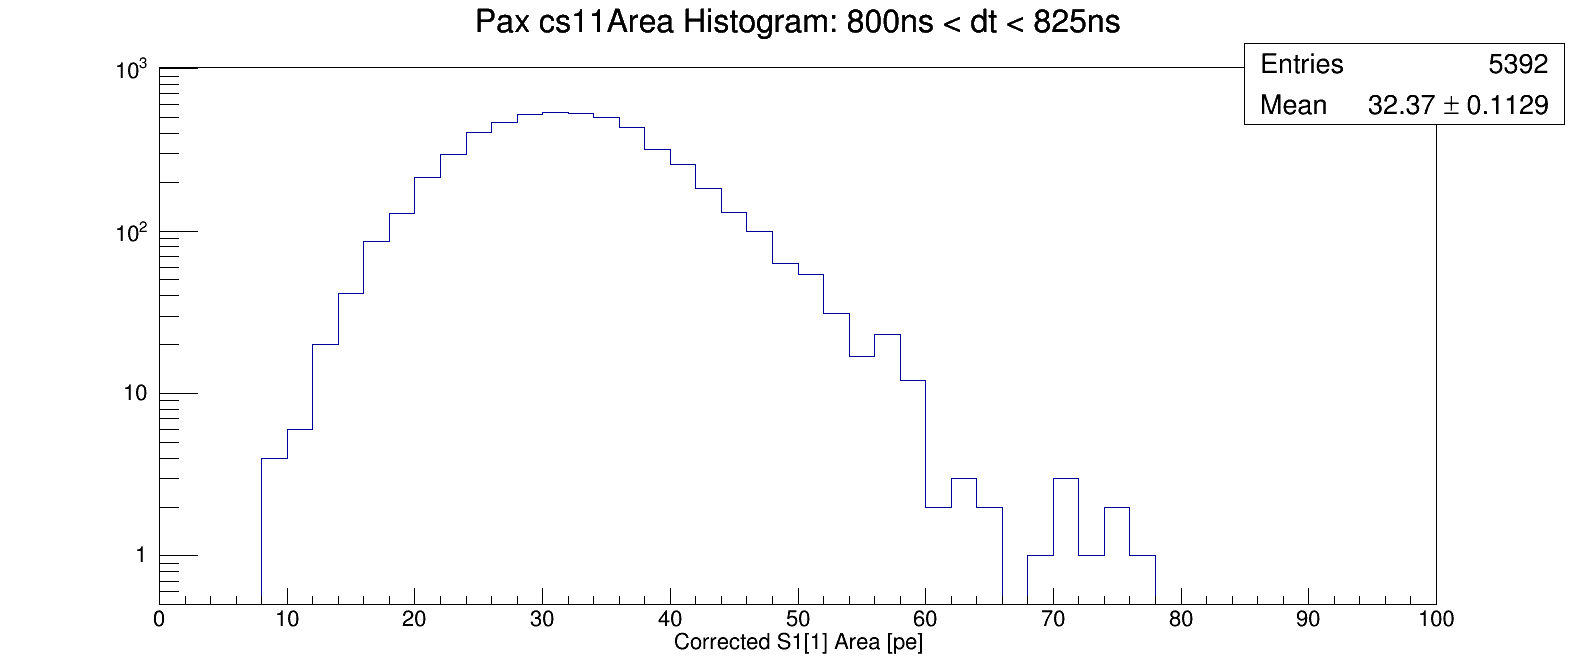 Pax cs11Area Histogram: 800ns < dt < 825ns
Entries 5392
Mean 32.37 ± 0.1129
10³
10²
10
1
0 10 20 30 40 50 60 70 80 90 100
Corrected S1[1] Area [pe]